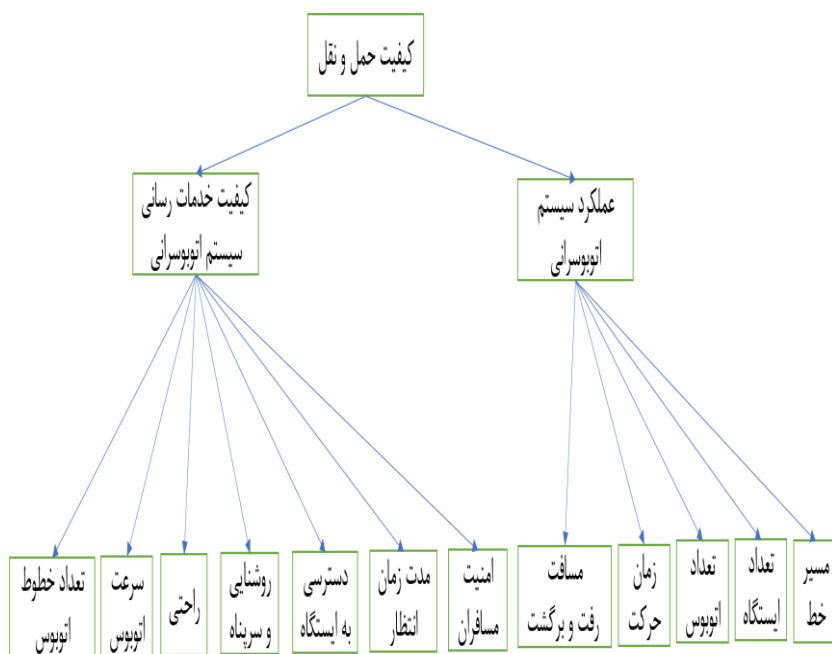 کیفیت حمل و نقل
عملکرد سیستم
اتوبوسرانی
کیفیت خدمات رسانی
سیستم اتوبوسرانی
مسیر
خط
تعداد
ایستگاه
تعداد
اتوبوس
زمان
حرکت
مسافت
رفت و برگشت
امنیت
مسافران
مدت زمان
انتظار
دسترسی
به ایستگاه
روشنایی
و سرپناه
راحتی
سرعت
اتوبوس
تعداد خطوط
اتوبوس